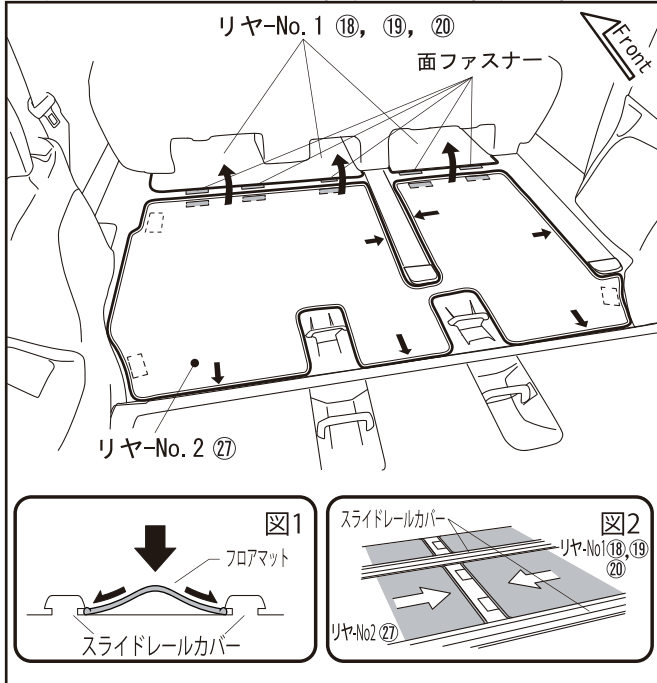 リヤ-No. 1 ⑱, ⑲, ⑳
Front
面ファスナー
リヤ-No. 2 ㉗
図1
フロアマット
スライドレールカバー
図2
スライドレールカバー
リヤ-No1⑱,⑲
⑳
リヤ-No2 ㉗